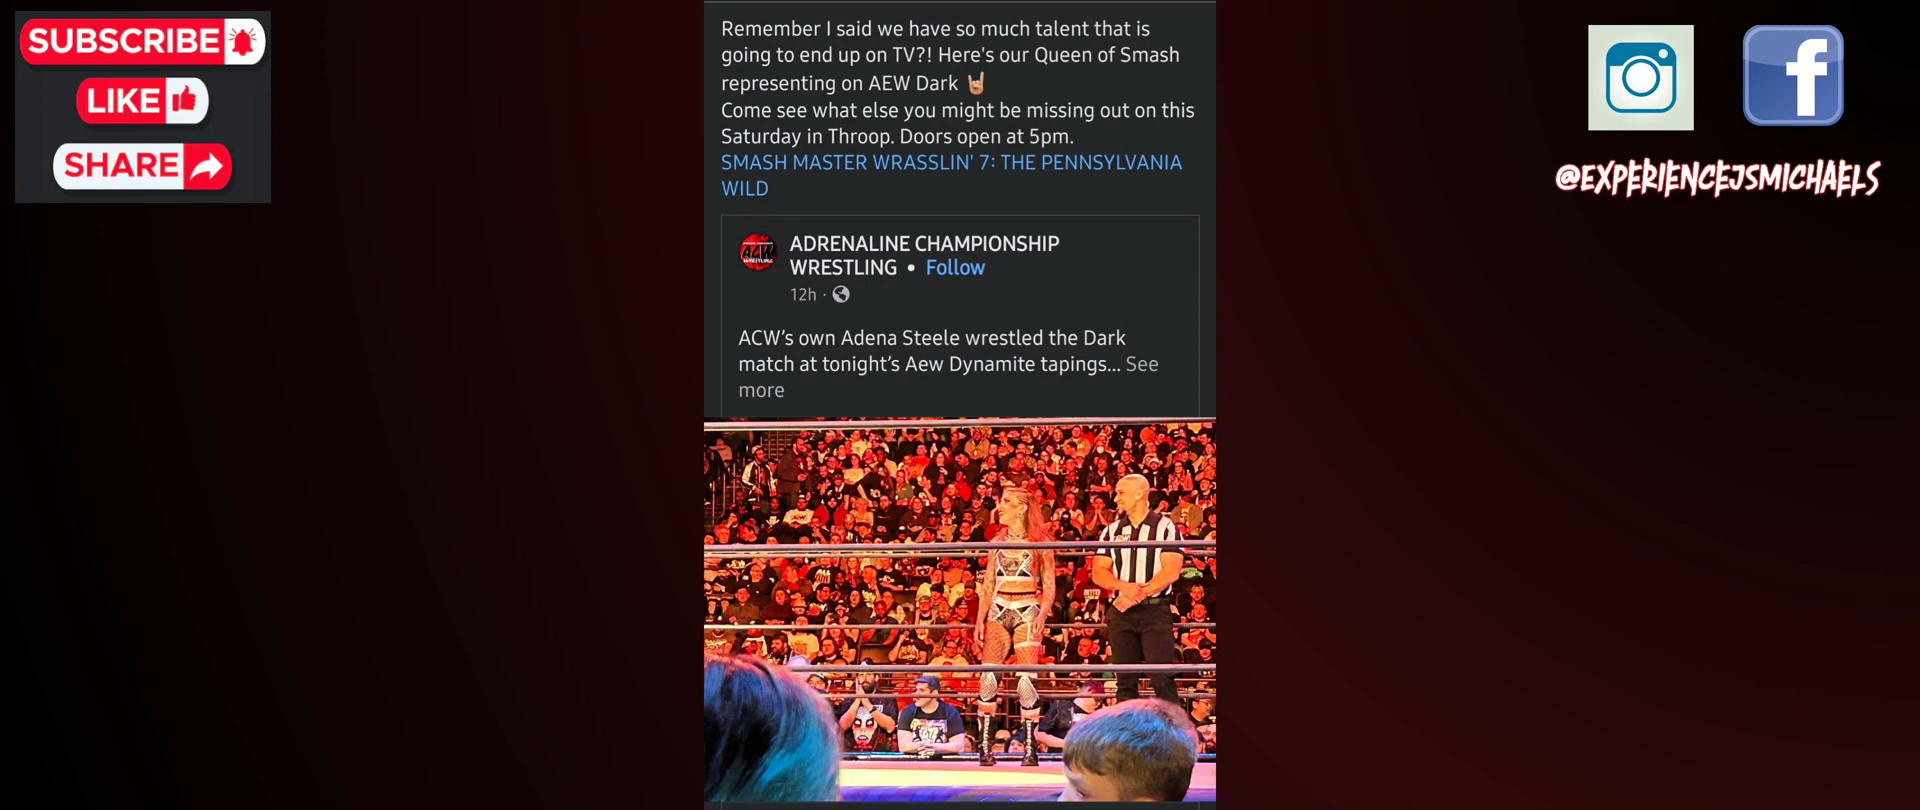 SUBSCRIBE
LIKE
SHARE
Remember I said we have so much talent that is
going to end up on TV?! Here's our Queen of Smash
representing on AEW Dark 🤘🏼
Come see what else you might be missing out on this
Saturday in Throop. Doors open at 5pm.
SMASH MASTER WRASSLIN' 7: THE PENNSYLVANIA
WILD
ACW
WRESTLING
ADRENALINE CHAMPIONSHIP
WRESTLING • Follow
12h ·
ACW’s own Adena Steele wrestled the Dark
match at tonight’s Aew Dynamite tapings... See
more
@EXPERIENCEJSMICHAELS